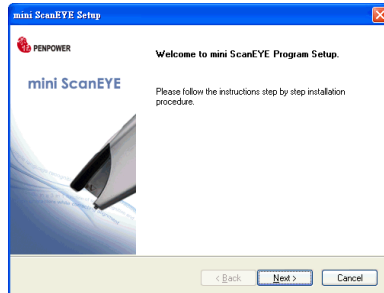 mini ScanEYE Setup
PENPOWER
mini ScanEYE
Welcome to mini ScanEYE Program Setup.
Please follow the instructions step by step installation
procedure.
< Back
Next >
Cancel